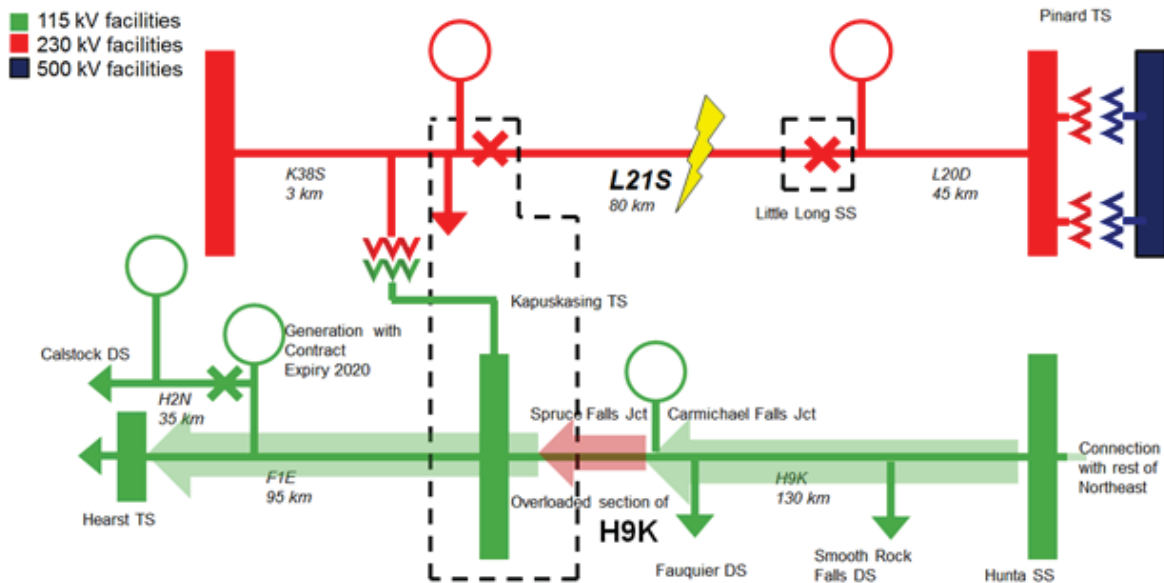 115 kV facilities
230 kV facilities
500 kV facilities
Pinard TS
K38S
3 km
L21S
80 km
Little Long SS
L20D
45 km
Kapuskasing TS
Calstock DS
Generation with
Contract
Expiry 2020
H2N
35 km
Spruce Falls Jct
Carmichael Falls Jct
Connection
with rest of
Northeast
F1E
95 km
H9K
130 km
Hearst TS
Overloaded section of
H9K
Fauquier DS
Smooth Rock
Falls DS
Hunta SS